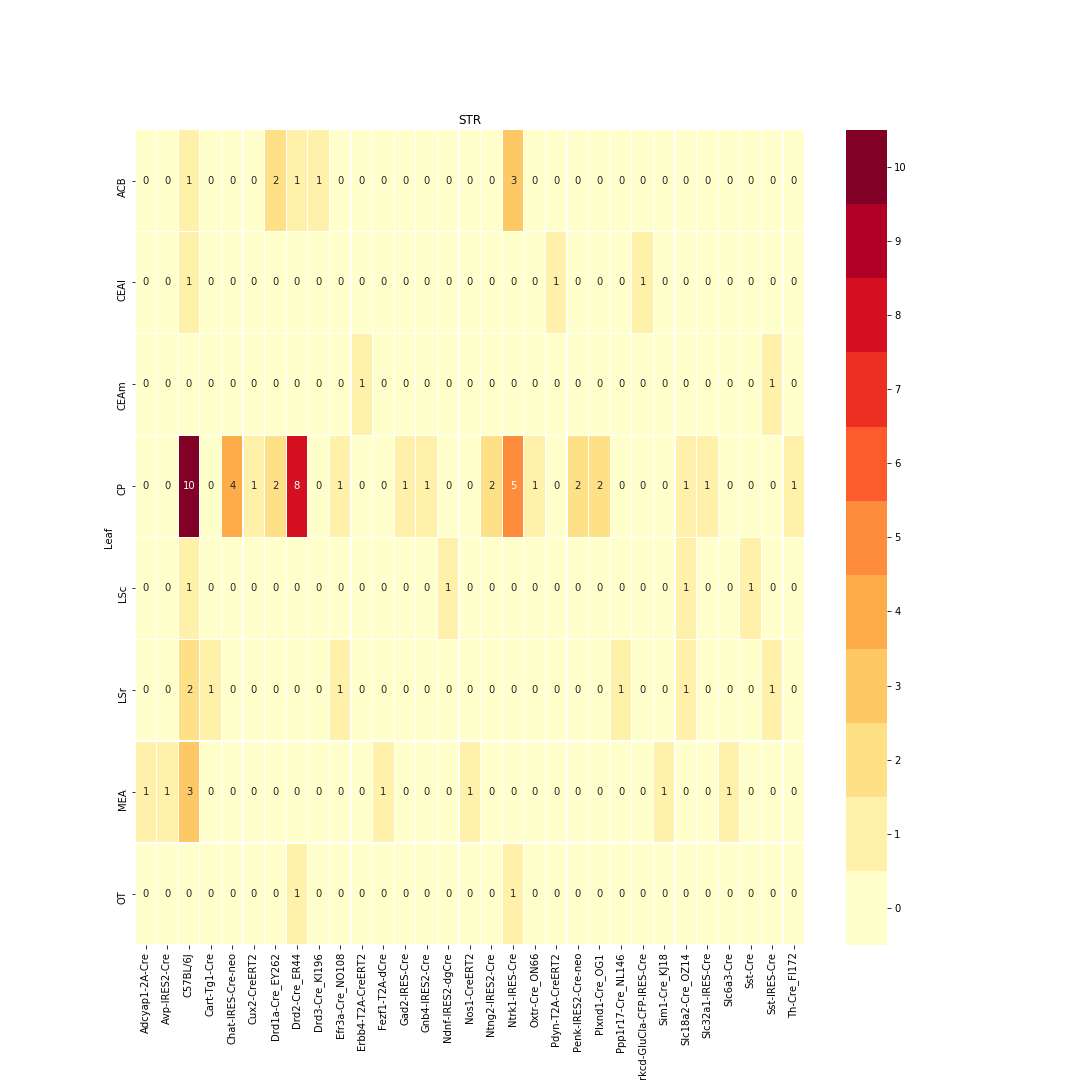 STR
ACB 0 0 1 0 0 0 2 1 1 0 0 0 0 0 0 0 0 3 0 0 0 0 0 0 0 0 0 0 0 0 0
CEAl 0 0 1 0 0 0 0 0 0 0 0 0 0 0 0 0 0 0 0 1 0 0 0 1 0 0 0 0 0 0 0
CEAm 0 0 0 0 0 0 0 0 0 0 1 0 0 0 0 0 0 0 0 0 0 0 0 0 0 0 0 0 0 1 0
CP 0 0 10 0 4 1 2 8 0 1 0 0 1 1 0 0 2 5 1 0 2 2 0 0 0 1 1 0 0 0 1
Leaf
LSc 0 0 1 0 0 0 0 0 0 0 0 0 0 0 1 0 0 0 0 0 0 0 0 0 0 1 0 0 1 0 0
LSr 0 0 2 1 0 0 0 0 0 1 0 0 0 0 0 0 0 0 0 0 0 0 1 0 0 1 0 0 0 1 0
MEA 1 1 3 0 0 0 0 0 0 0 0 1 0 0 0 1 0 0 0 0 0 0 0 0 1 0 0 1 0 0 0
OT 0 0 0 0 0 0 0 1 0 0 0 0 0 0 0 0 0 1 0 0 0 0 0 0 0 0 0 0 0 0 0
Adcyap1-2A-Cre
Avp-IRES2-Cre
C57BL/6J
Cart-Tg1-Cre
Chat-IRES-Cre-neo
Cux2-CreERT2
Drd1a-Cre_EY262
Drd2-Cre_ER44
Drd3-Cre_KI196
Efr3a-Cre_NO108
Erbb4-T2A-CreERT2
Fezf1-T2A-dCre
Gad2-IRES-Cre
Gnb4-IRES2-Cre
Ndnf-IRES2-dgCre
Nos1-CreERT2
Ntng2-IRES2-Cre
Ntrk1-IRES-Cre
Oxtr-Cre_ON66
Pdyn-T2A-CreERT2
Penk-IRES2-Cre-neo
Plxnd1-Cre_OG1
Ppp1r17-Cre_NL146
rkcd-GluCla-CFP-IRES-Cre
Sim1-Cre_KJ18
Slc18a2-Cre_OZ14
Slc32a1-IRES-Cre
Slc6a3-Cre
Sst-Cre
Sst-IRES-Cre
Th-Cre_FI172
10
9
8
7
6
5
4
3
2
1
0